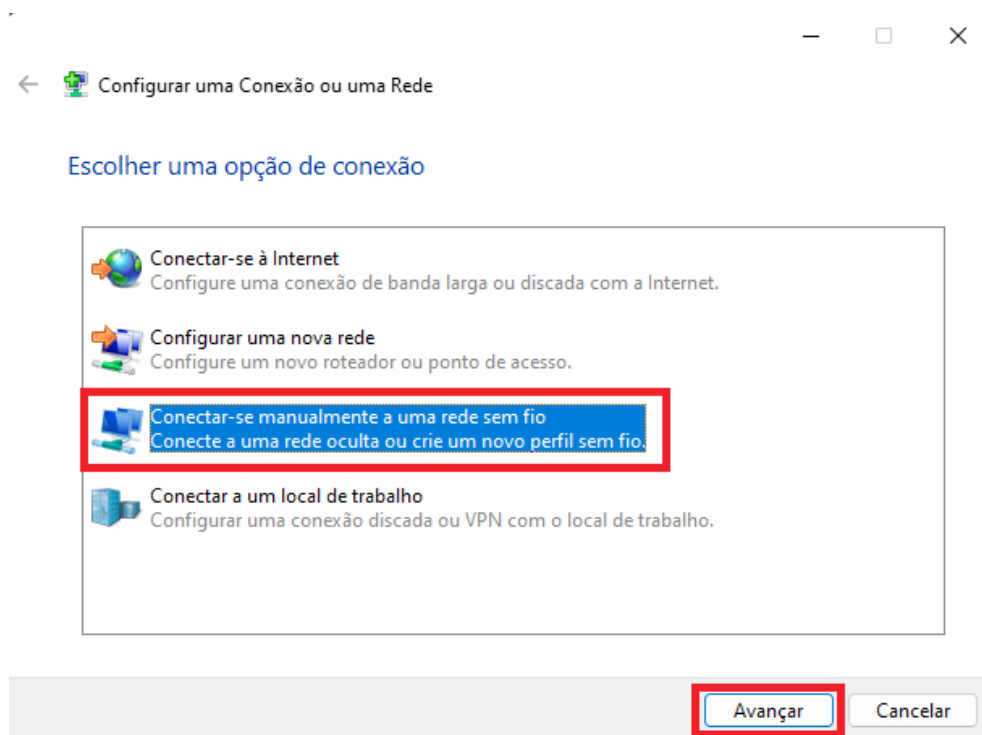 Configurar uma Conexão ou uma Rede
Escolher uma opção de conexão
Conectar-se à Internet
Configure uma conexão de banda larga ou discada com a Internet.
Configurar uma nova rede
Configure um novo roteador ou ponto de acesso.
Conectar-se manualmente a uma rede sem fio
Conecte a uma rede oculta ou crie um novo perfil sem fio.
Conectar a um local de trabalho
Configurar uma conexão discada ou VPN com o local de trabalho.
Avançar Cancelar